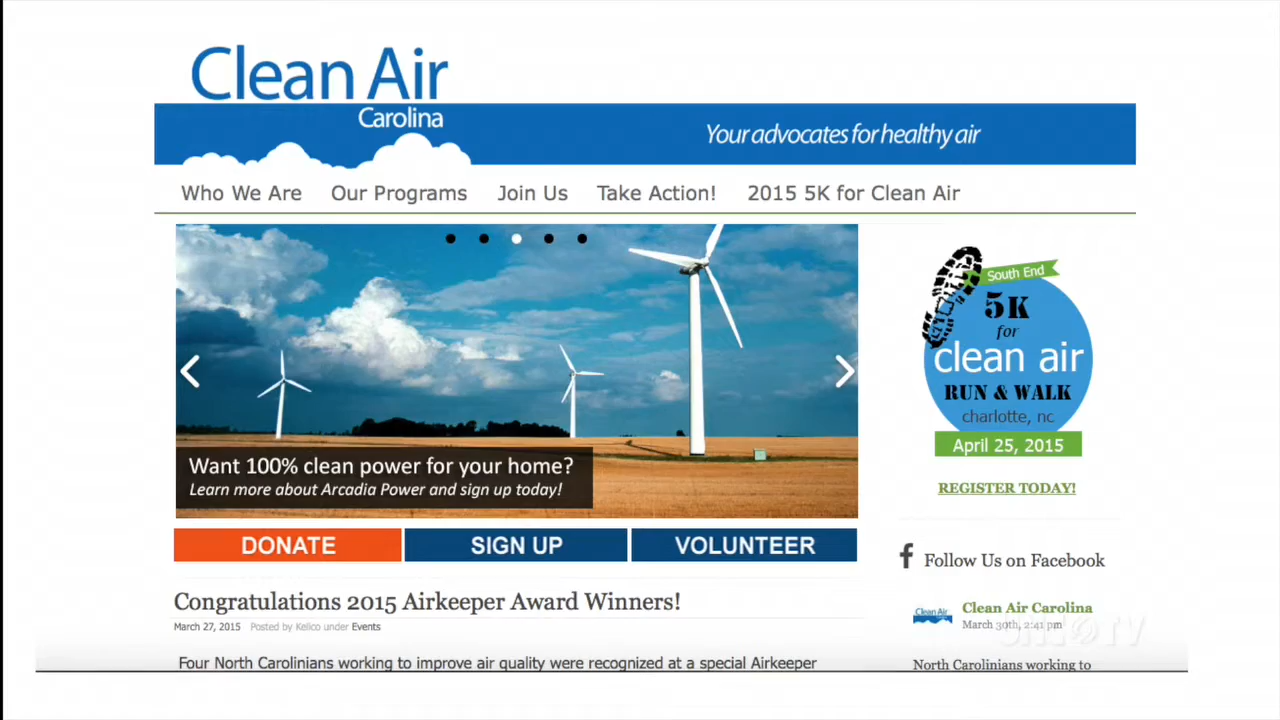 Clean Air
Carolina
Your advocates for healthy air
Who We Are Our Programs Join Us Take Action! 2015 5K for Clean Air
South End
5K
for
clean air
RUN & WALK
charlotte, nc
April 25, 2015
REGISTER TODAY!
Want 100% clean power for your home?
Learn more about Arcadia Power and sign up today!
DONATE SIGN UP VOLUNTEER
Congratulations 2015 Airkeeper Award Winners!
March 27, 2015 Posted by Kelico under Events
Four North Carolinians working to improve air quality were recognized at a special Airkeeper
f Follow Us on Facebook
Clean Air
Clean Air Carolina
March 30th, 2:41 pm
North Carolinians working to